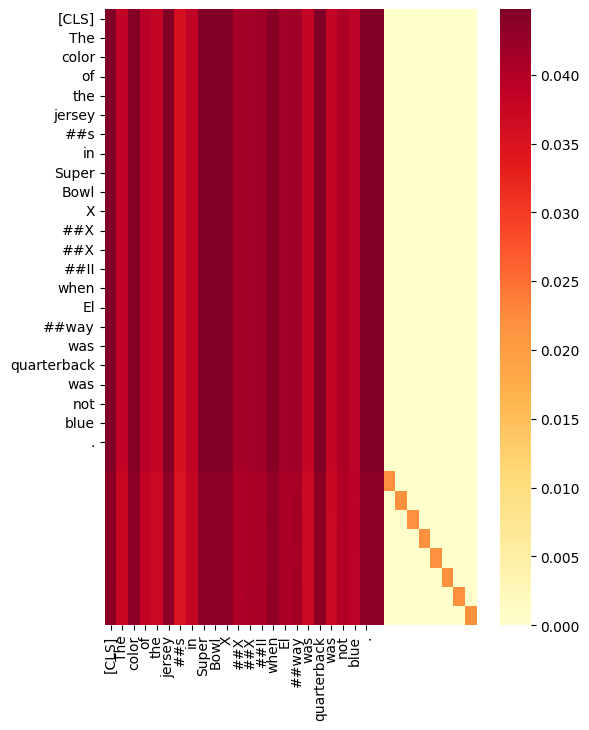 [CLS]
The
color
of
the
jersey
##s
in
Super
Bowl
X
##X
##X
##II
when
El
##way
was
quarterback
was
not
blue
.
0.040
0.035
0.030
0.025
0.020
0.015
0.010
0.005
0.000
[CLS]
The
color
of
the
jersey
##s
in
Super
Bowl
X
##X
##X
##II
when
El
##way
was
quarterback
was
not
blue
.